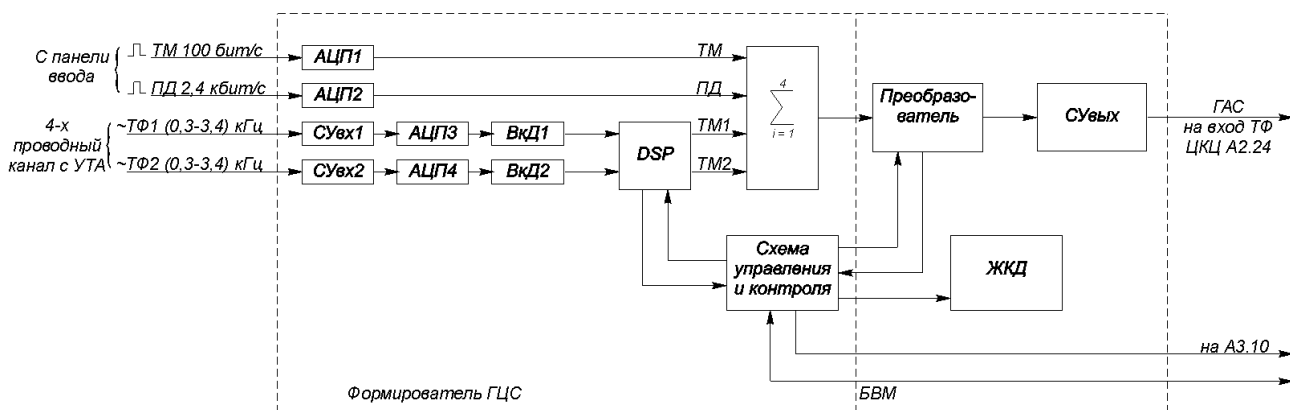 С панели
ввода
ТМ 100 бит/с
АЦП1
ТМ
ПД 2,4 кбит/с
АЦП2
ПД
4-х
проводный
канал с УТА
~ТФ1 (0,3-3,4) кГц
СУвх1
АЦП3
ВкД1
ТМ1
~ТФ2 (0,3-3,4) кГц
СУвх2
АЦП4
ВкД2
ТМ2
DSP
4
∑
i = 1
Преобразо-
ватель
СУвых
ГАС
на вход ТФ
ЦКЦ А2.24
Схема
управления
и контроля
ЖКД
на А3.10
Формирователь ГЦС
БВМ